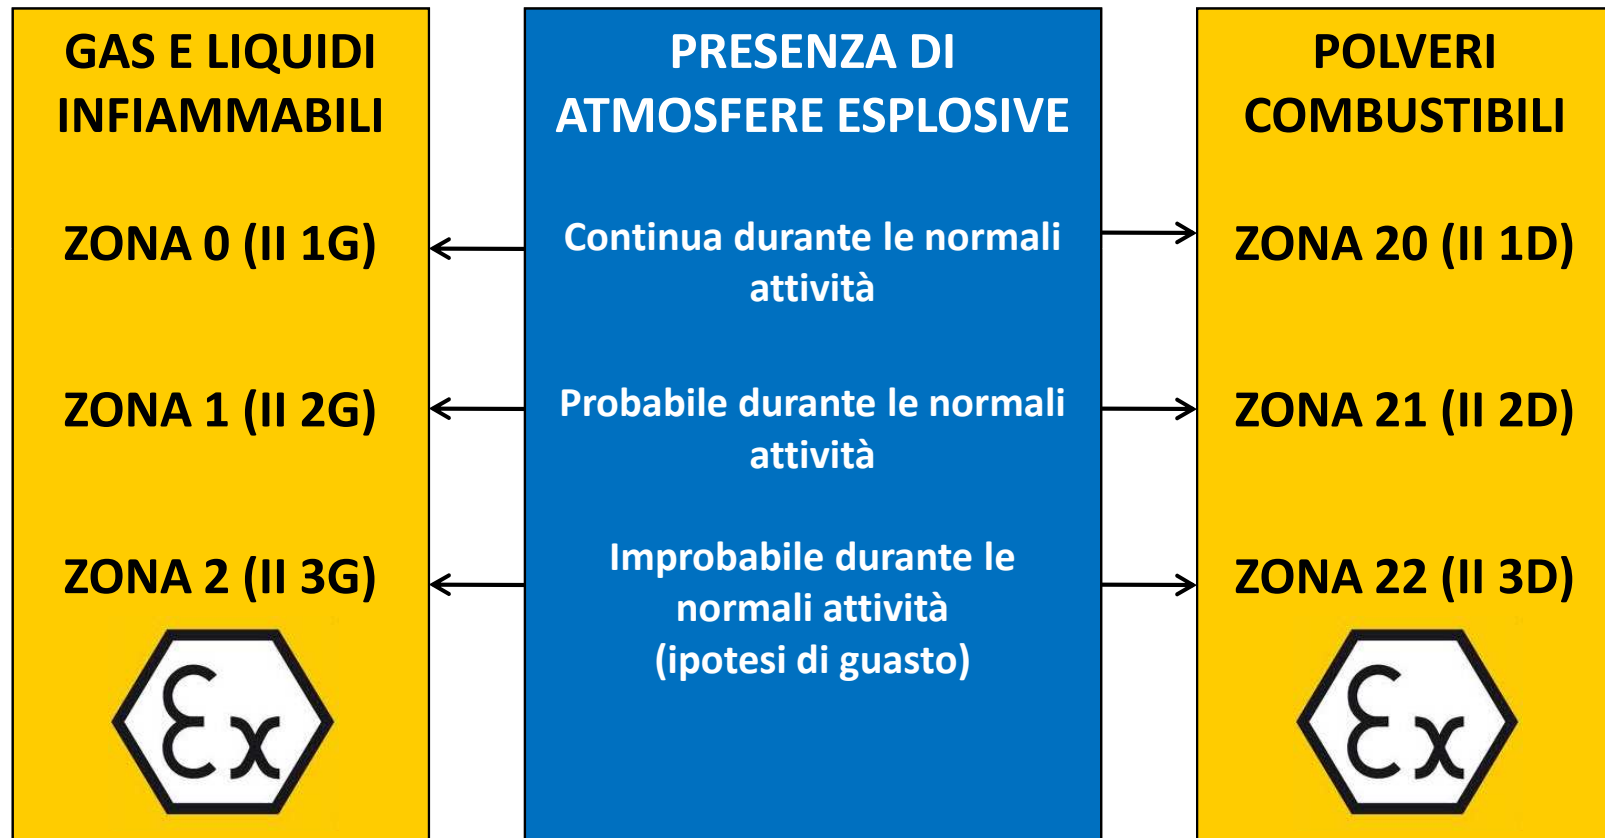 GAS E LIQUIDI
INFIAMMABILI
ZONA 0 (II 1G)
ZONA 1 (II 2G)
ZONA 2 (II 3G)
Ex
PRESENZA DI
ATMOSFERE ESPLOSIVE
Continua durante le normali
attività
Probabile durante le normali
attività
Improbabile durante le
normali attività
(ipotesi di guasto)
POLVERI
COMBUSTIBILI
ZONA 20 (II 1D)
ZONA 21 (II 2D)
ZONA 22 (II 3D)
Ex